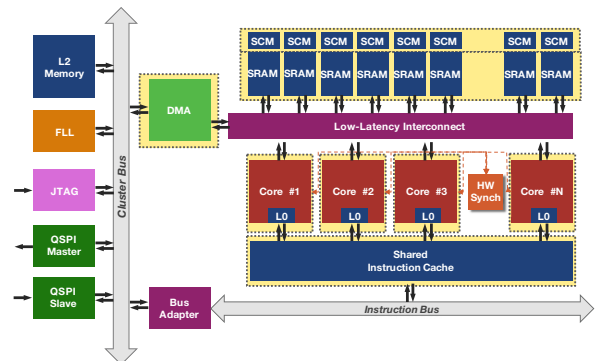 L2
Memory
FLL
JTAG
QSPI
Master
QSPI
Slave
Cluster Bus
DMA
Bus
Adapter
SCM SCM SCM SCM SCM SCM SCM SCM
SRAM SRAM SRAM SRAM SRAM SRAM SRAM SRAM
Low-Latency Interconnect
Core #1 Core #2 Core #3 Core #N
HW
Synch
L0 L0 L0 L0
Shared
Instruction Cache
Instruction Bus